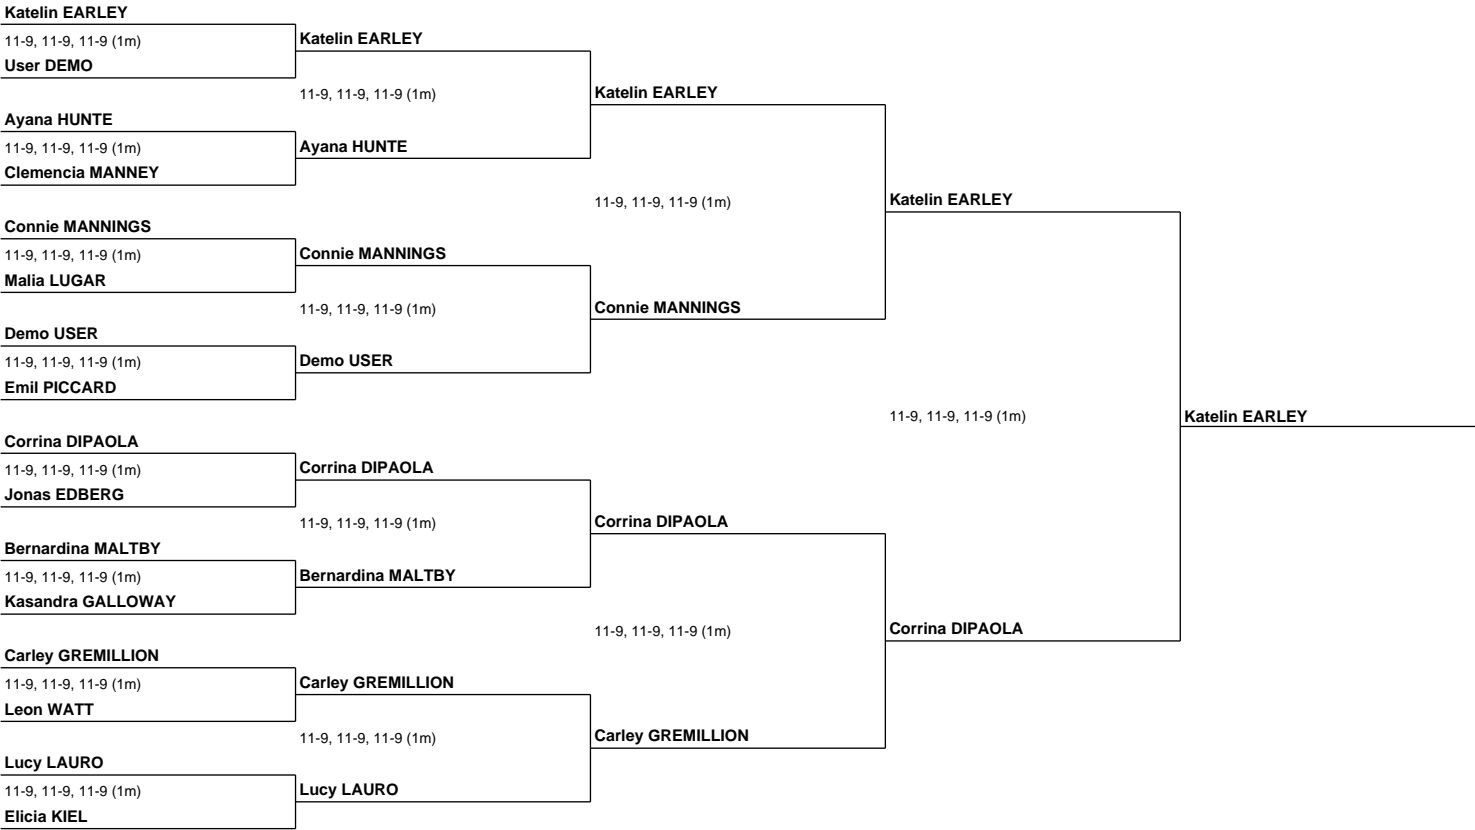 Katelin EARLEY
11-9, 11-9, 11-9 (1m)
User DEMO
Ayana HUNTE
11-9, 11-9, 11-9 (1m)
Clemencia MANNEY
Connie MANNINGS
11-9, 11-9, 11-9 (1m)
Malia LUGAR
Demo USER
11-9, 11-9, 11-9 (1m)
Emil PICCARD
Corrina DIPAOLA
11-9, 11-9, 11-9 (1m)
Jonas EDBERG
Bernardina MALTBY
11-9, 11-9, 11-9 (1m)
Kasandra GALLOWAY
Carley GREMILLION
11-9, 11-9, 11-9 (1m)
Leon WATT
Lucy LAURO
11-9, 11-9, 11-9 (1m)
Elicia KIEL
Katelin EARLEY
11-9, 11-9, 11-9 (1m)
Ayana HUNTE
Connie MANNINGS
11-9, 11-9, 11-9 (1m)
Demo USER
Corrina DIPAOLA
11-9, 11-9, 11-9 (1m)
Bernardina MALTBY
Carley GREMILLION
11-9, 11-9, 11-9 (1m)
Lucy LAURO
Katelin EARLEY
11-9, 11-9, 11-9 (1m)
Connie MANNINGS
Corrina DIPAOLA
11-9, 11-9, 11-9 (1m)
Carley GREMILLION
Katelin EARLEY
11-9, 11-9, 11-9 (1m)
Corrina DIPAOLA
Katelin EARLEY